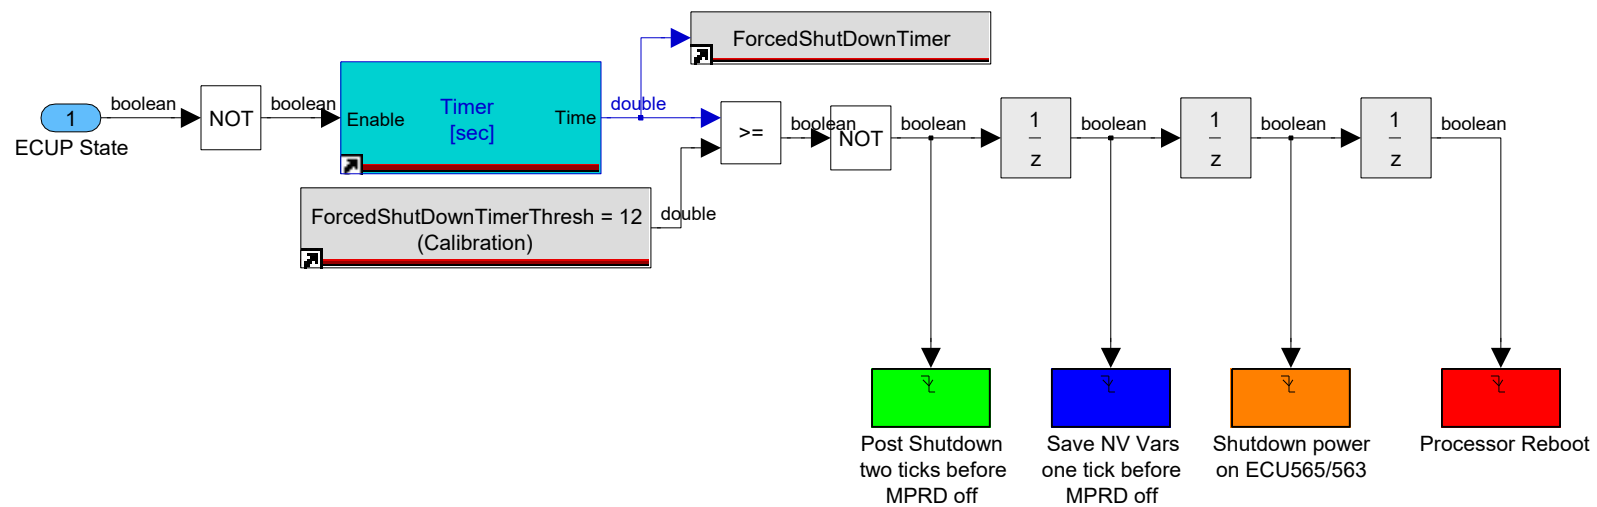 ForcedShutDownTimer
1
ECUP State
boolean
NOT
boolean
Enable
Timer
[sec]
Time
double
ForcedShutDownTimerThresh = 12
(Calibration)
double
>=
boolean
NOT
boolean
1
z
boolean
1
z
boolean
1
z
boolean
Post Shutdown
two ticks before
MPRD off
Save NV Vars
one tick before
MPRD off
Shutdown power
on ECU565/563
Processor Reboot